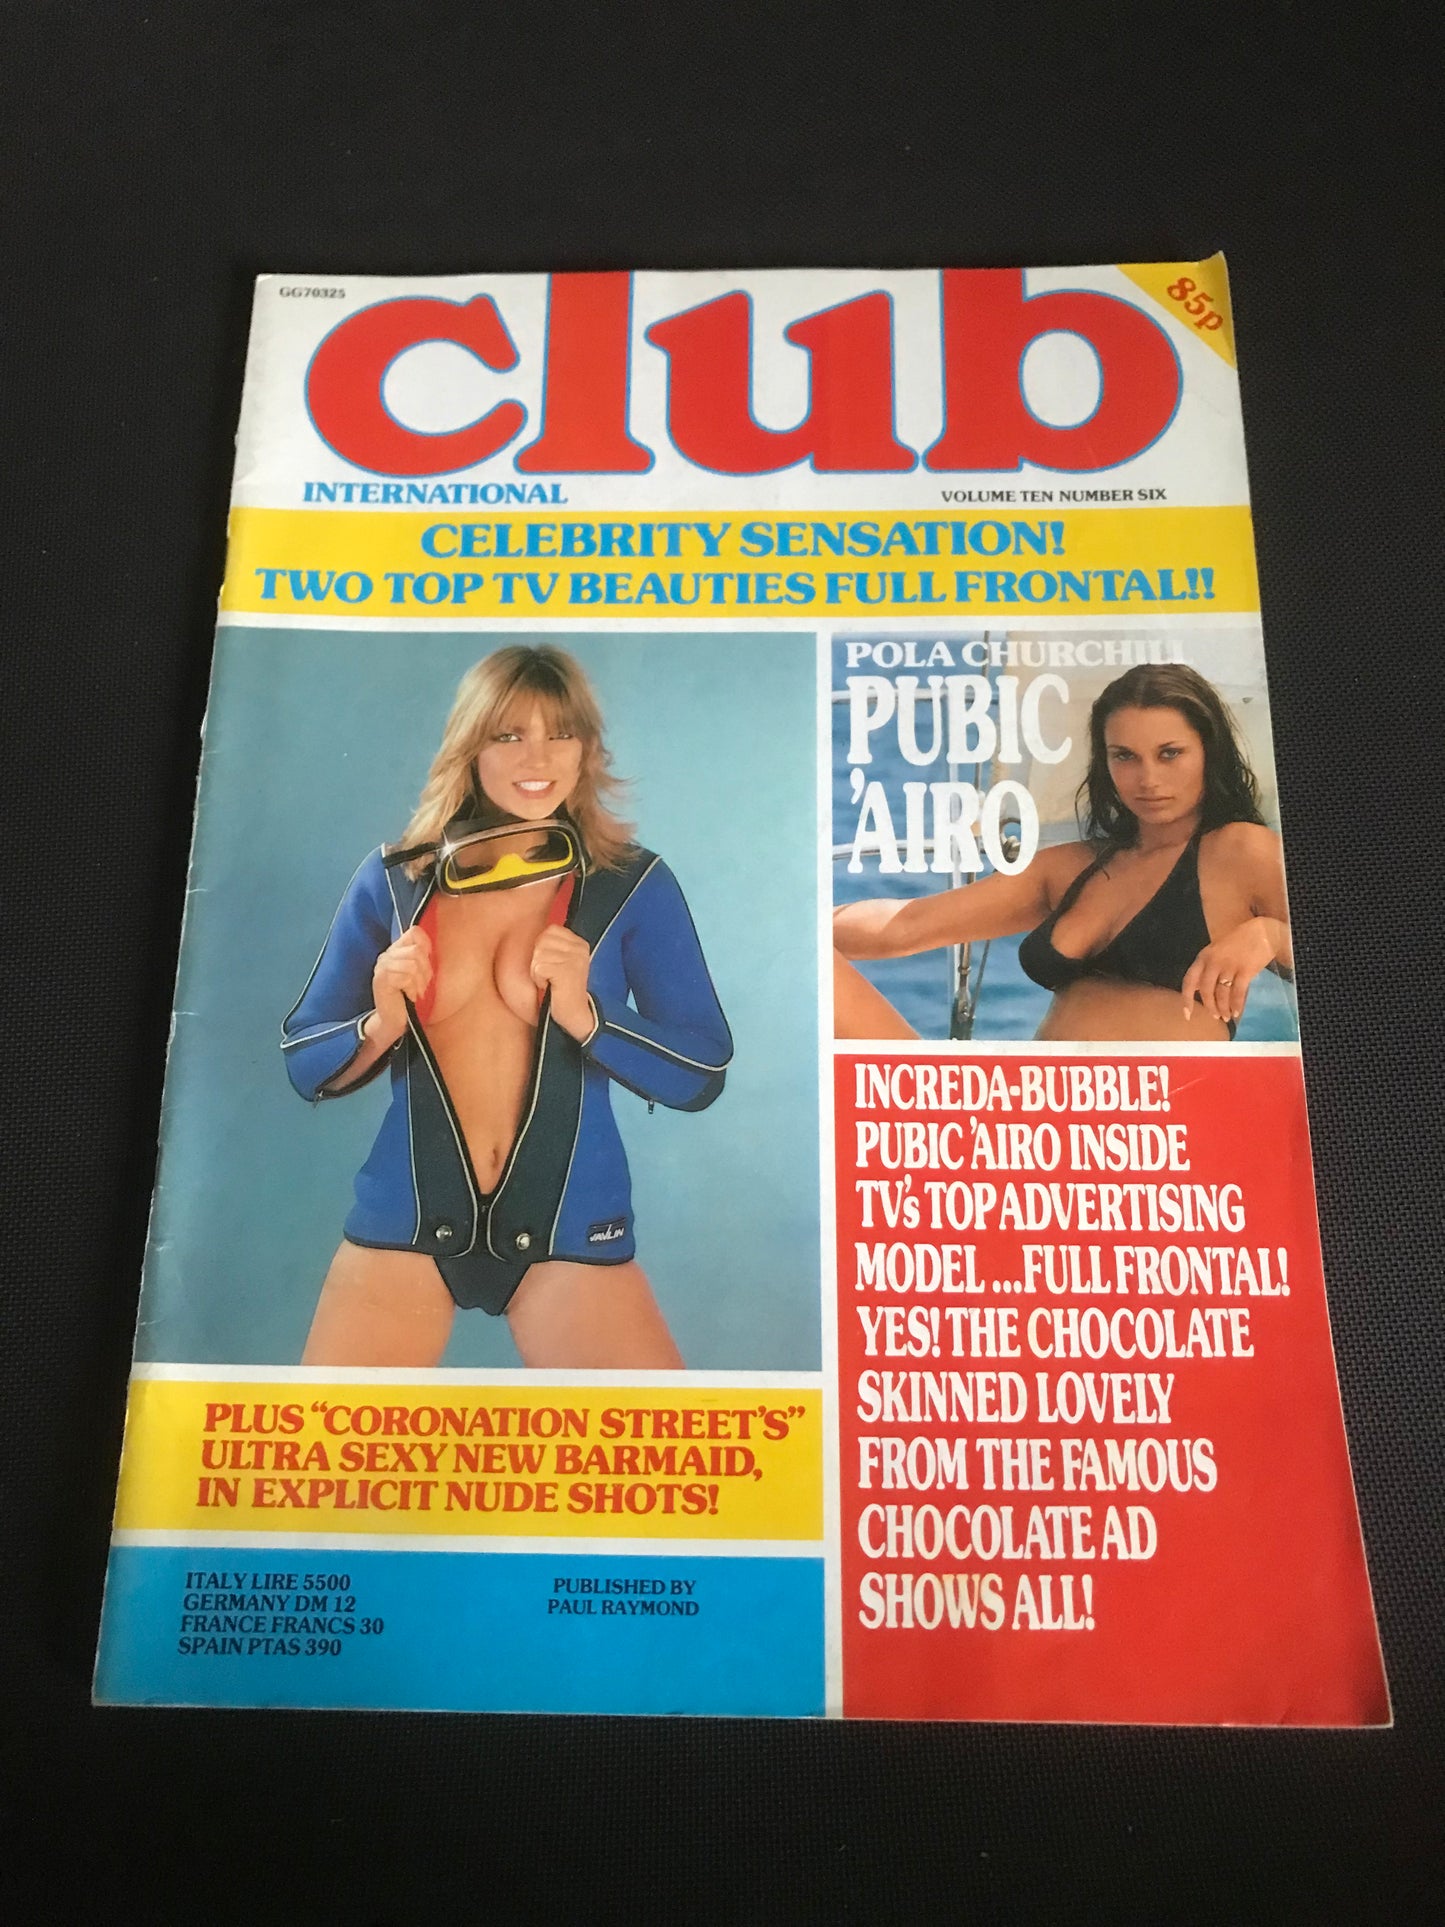 GG70325
club
85p
INTERNATIONAL
VOLUME TEN NUMBER SIX
CELEBRITY SENSATION!
TWO TOP TV BEAUTIES FULL FRONTAL!!
POLA CHURCHILL
PUBIC
'AIRO
JAVLIN
INCREDA-BUBBLE!
PUBIC 'AIRO INSIDE
TV's TOP ADVERTISING
MODEL...FULL FRONTAL!
YES! THE CHOCOLATE
SKINNED LOVELY
FROM THE FAMOUS
CHOCOLATE AD
SHOWS ALL!
PLUS “CORONATION STREET'S”
ULTRA SEXY NEW BARMAID,
IN EXPLICIT NUDE SHOTS!
ITALY LIRE 5500
GERMANY DM 12
FRANCE FRANCS 30
SPAIN PTAS 390
PUBLISHED BY
PAUL RAYMOND